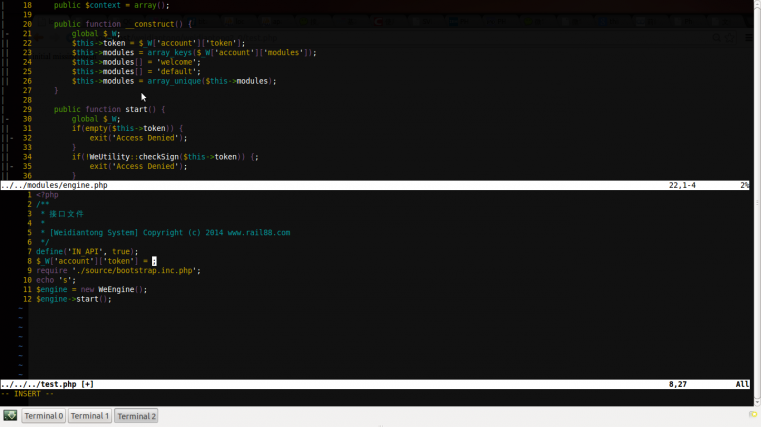 18     public $context = array();
19
20     public function __construct() {
21         global $_W;
22         $this->token = $_W['account']['token'];
23         $this->modules = array_keys($_W['account']['modules']);
24         $this->modules[] = 'welcome';
25         $this->modules[] = 'default';
26         $this->modules = array_unique($this->modules);
27     }
28
29     public function start() {
30         global $_W;
31         if(empty($this->token)) {
32             exit('Access Denied');
33         }
34         if(!WeUtility::checkSign($this->token)) {;
35             exit('Access Denied');
36         }
../../modules/engine.php 22,1-4 2%
1 <?php
2 /**
3  * 接口文件
4  *
5  * [Weidiantong System] Copyright (c) 2014 www.rail88.com
6  */
7 define('IN_API', true);
8 $_W['account']['token'] = ;
9 require './source/bootstrap.inc.php';
10 echo 's';
11 $engine = new WeEngine();
12 $engine->start();
~
~
~
~
~
~
~
~
../../../test.php [+] 8,27 All
-- INSERT --
Terminal 0 Terminal 1 Terminal 2